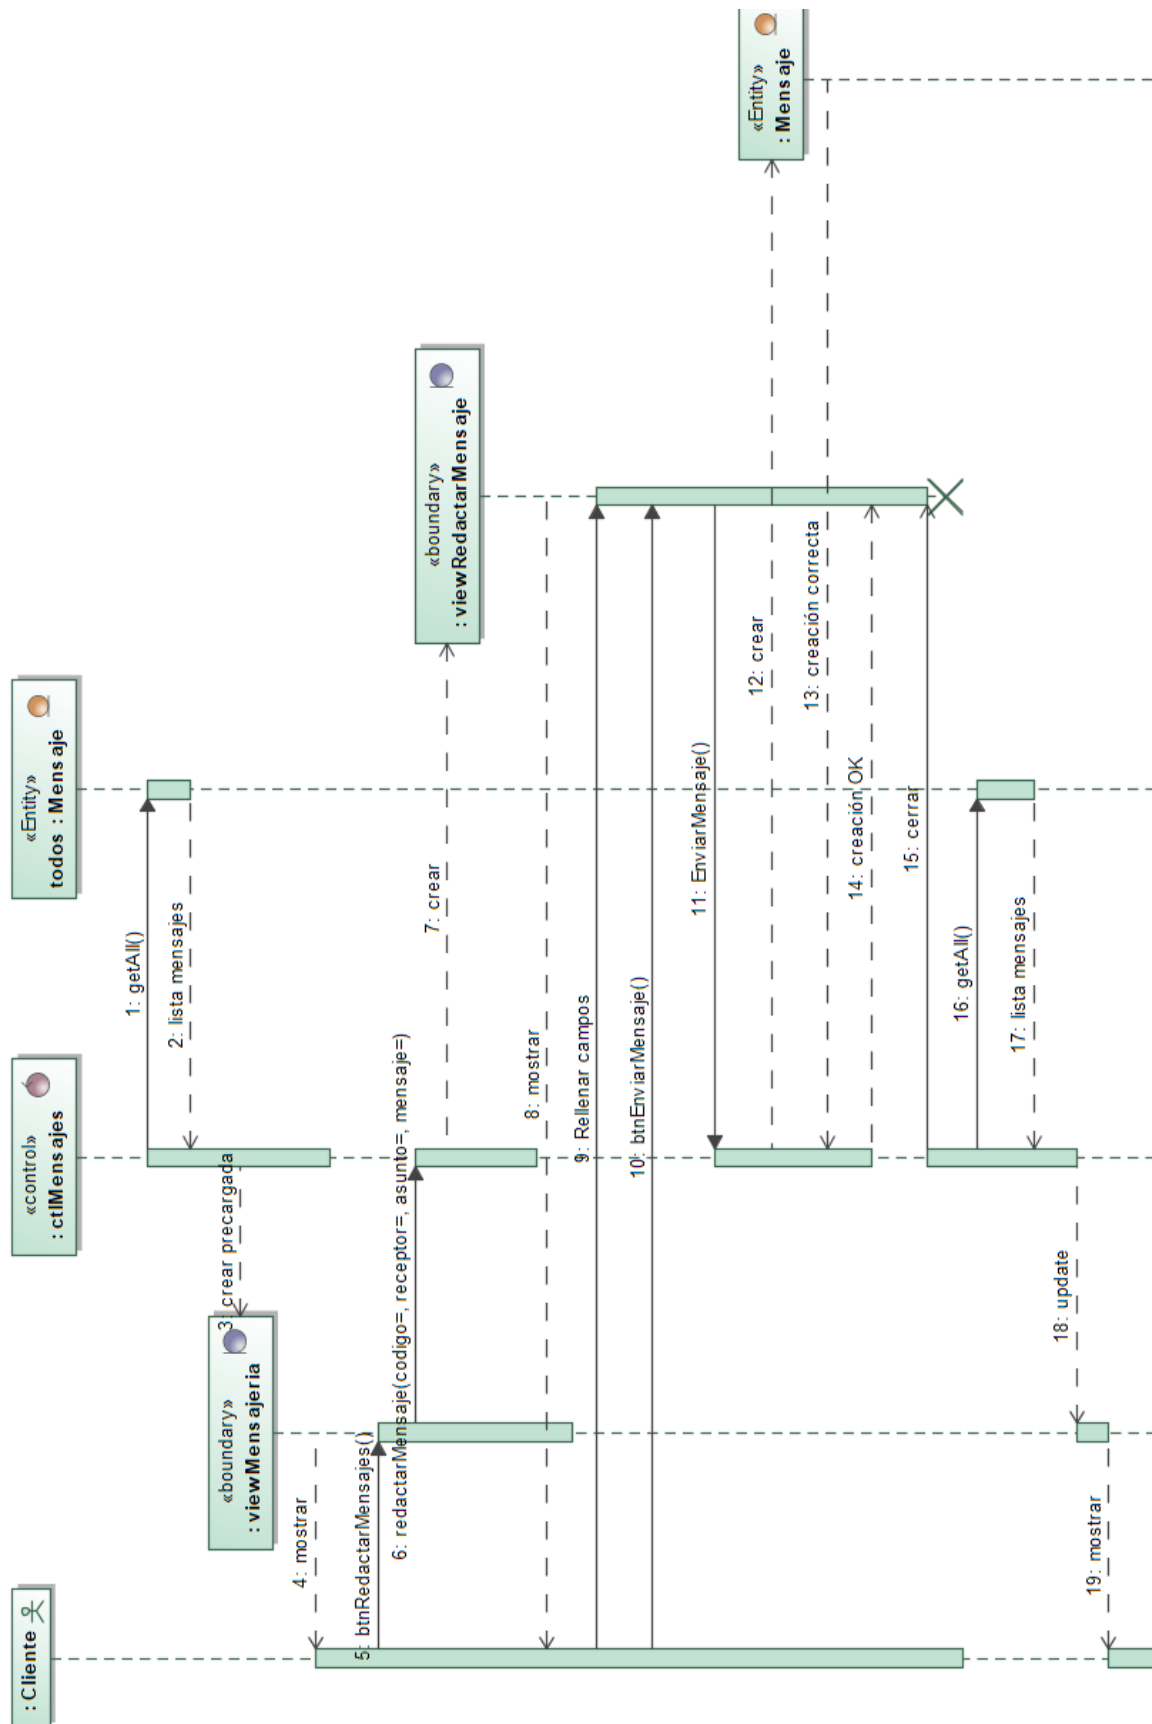 : Cliente
«boundary»
: viewMensajeria
«control»
: ctlMensajes
«Entity»
todos : Mensaje
«boundary»
: viewRedactarMensaje
«Entity»
: Mensaje
1: getAll()
2: lista mensajes
3: crear precargada
4: mostrar
5: btnRedactarMensajes()
6: redactarMensaje(codigo=, receptor=, asunto=, mensaje=)
7: crear
8: mostrar
9: Rellenar campos
10: btnEnviarMensaje()
11: EnviarMensaje()
12: crear
13: creación correcta
14: creación OK
15: cerrar
16: getAll()
17: lista mensajes
18: update
19: mostrar